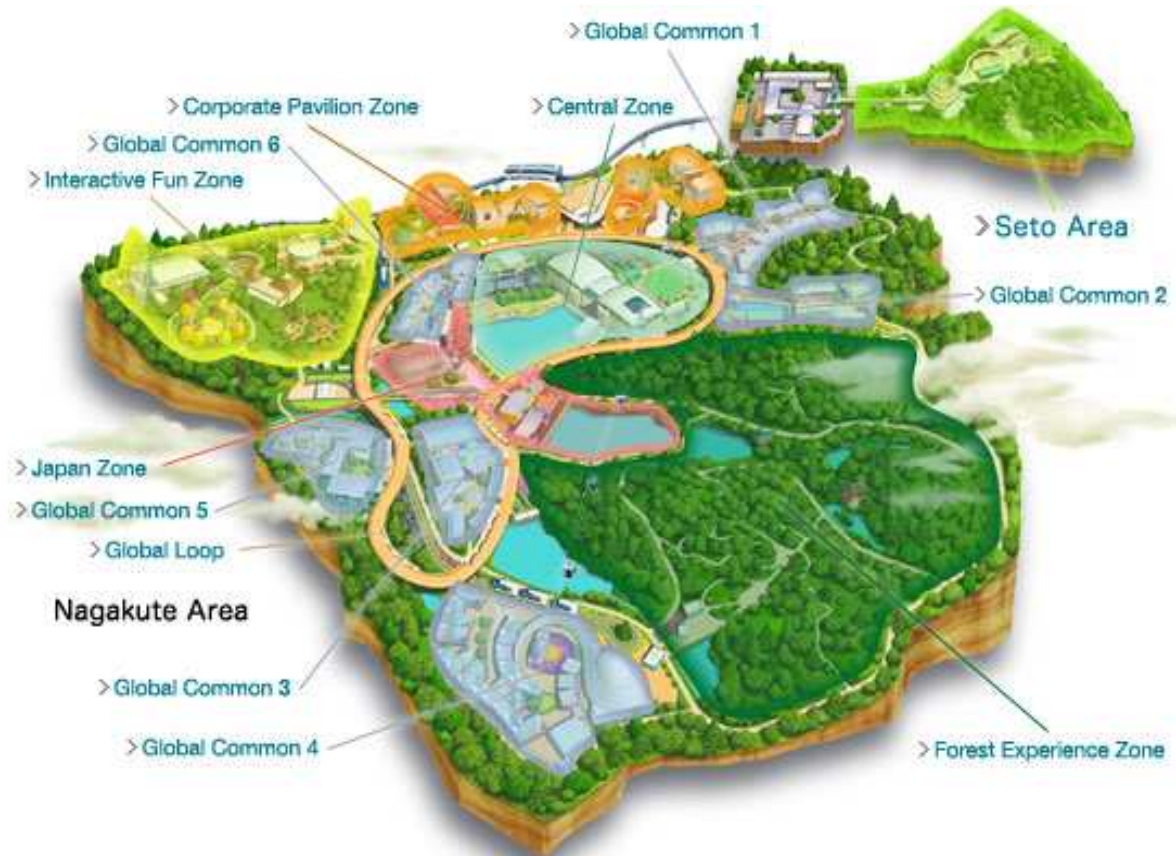 > Global Common 1
> Corporate Pavilion Zone
> Central Zone
> Global Common 6
> Interactive Fun Zone
> Seto Area
> Global Common 2
> Japan Zone
> Global Common 5
> Global Loop
Nagakute Area
> Global Common 3
> Global Common 4
> Forest Experience Zone